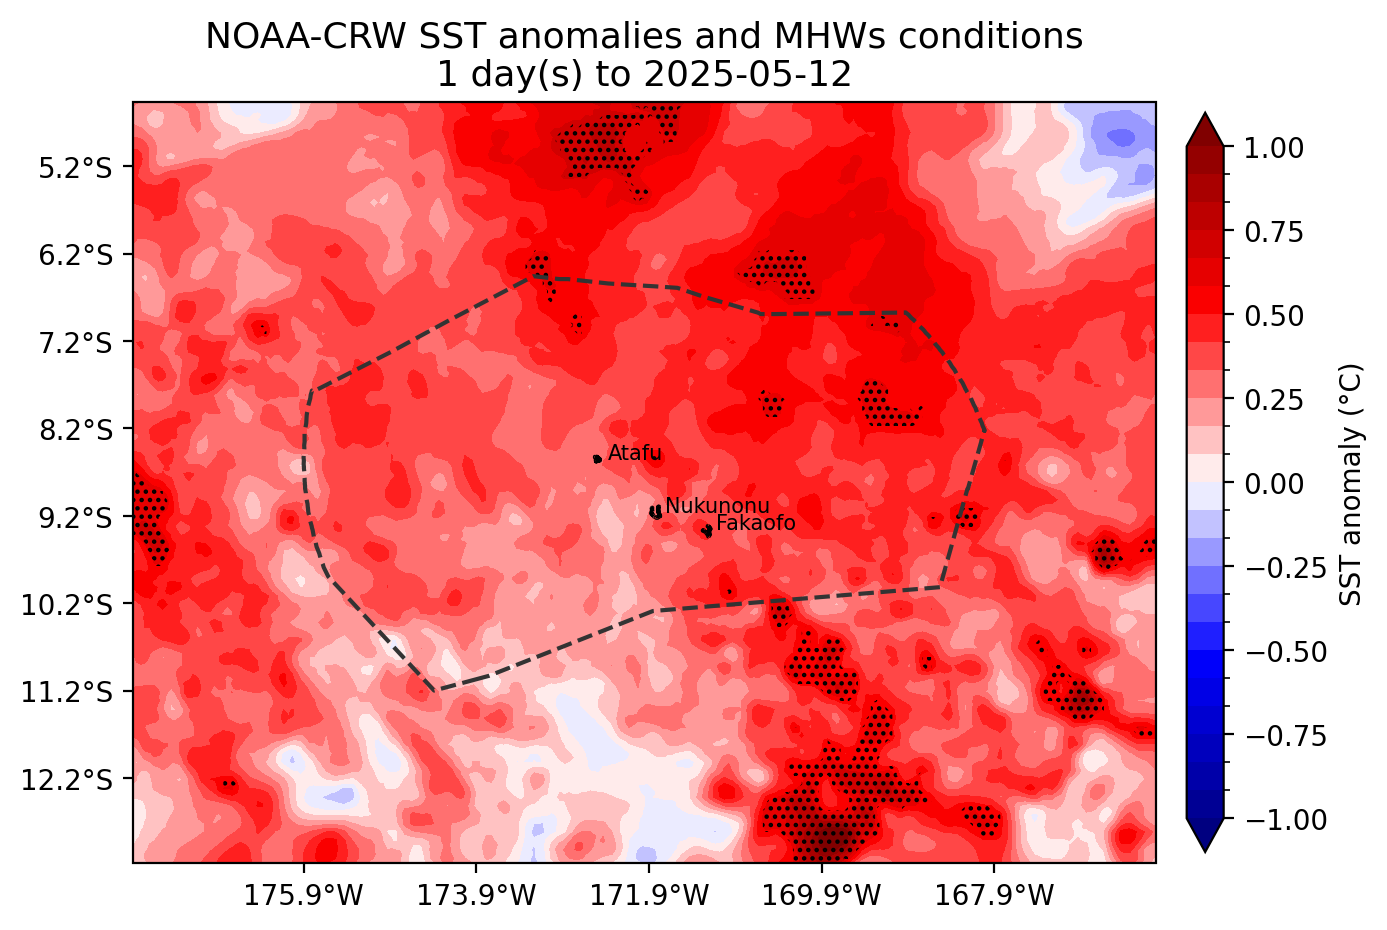 NOAA-CRW SST anomalies and MHWs conditions
1 day(s) to 2025-05-12
5.2°S
6.2°S
7.2°S
8.2°S
9.2°S
10.2°S
11.2°S
12.2°S
175.9°W
173.9°W
171.9°W
169.9°W
167.9°W
Atafu
Nukunonu
Fakaofo
1.00
0.75
0.50
0.25
0.00
−0.25
−0.50
−0.75
−1.00
SST anomaly (°C)